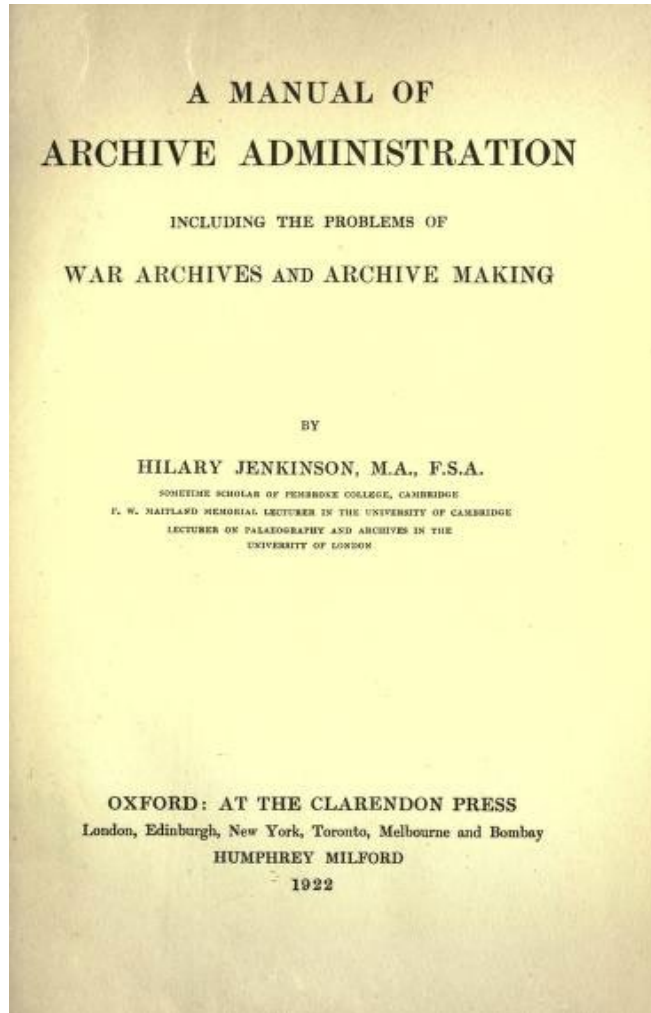 A MANUAL OF
ARCHIVE ADMINISTRATION
INCLUDING THE PROBLEMS OF
WAR ARCHIVES AND ARCHIVE MAKING
BY
HILARY JENKINSON, M.A., F.S.A.
SOMETIME SCHOLAR OF PEMBROKE COLLEGE, CAMBRIDGE
F. W. MAITLAND MEMORIAL LECTURER IN THE UNIVERSITY OF CAMBRIDGE
LECTURER ON PALAEOGRAPHY AND ARCHIVES IN THE
UNIVERSITY OF LONDON
OXFORD: AT THE CLARENDON PRESS
London, Edinburgh, New York, Toronto, Melbourne and Bombay
HUMPHREY MILFORD
1922